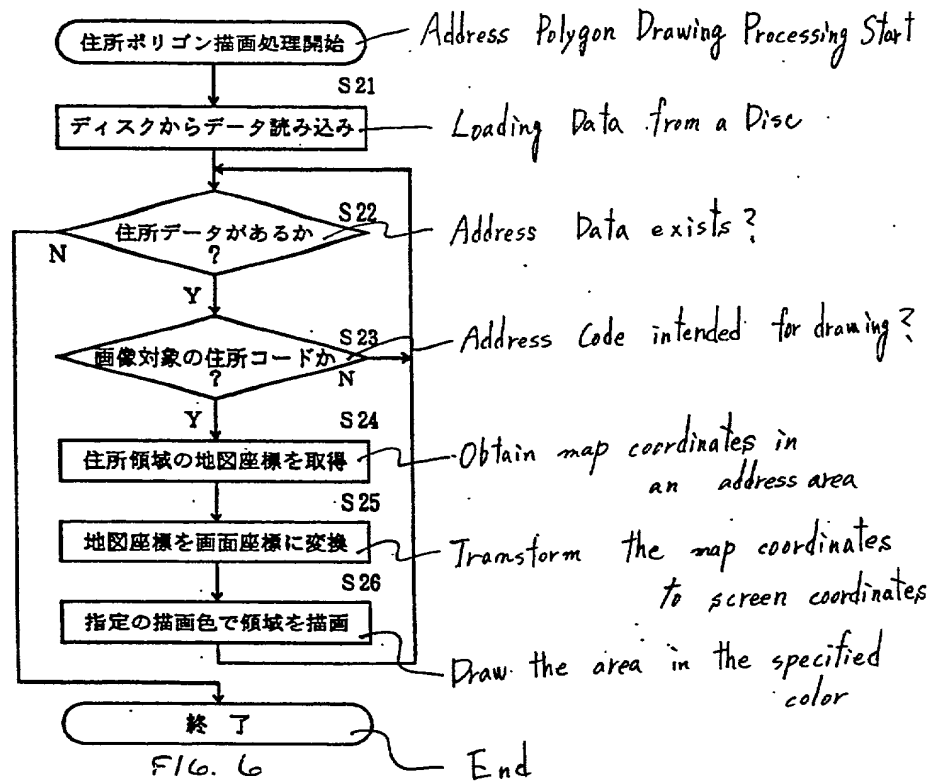 住所ポリゴン描画処理開始
Address Polygon Drawing Processing Start
S21
ディスクからデータ読み込み
Loading Data from a Disc
S22
住所データがあるか
?
N
Y
Address Data exists?
S23
画像対象の住所コードか
?
N
Y
Address Code intended for drawing?
S24
住所領域の地図座標を取得
Obtain map coordinates in
an address area
S25
地図座標を画面座標に変換
Transform the map coordinates
to screen coordinates
S26
指定の描画色で領域を描画
Draw the area in the specified
color
終了
End
FIG. 6